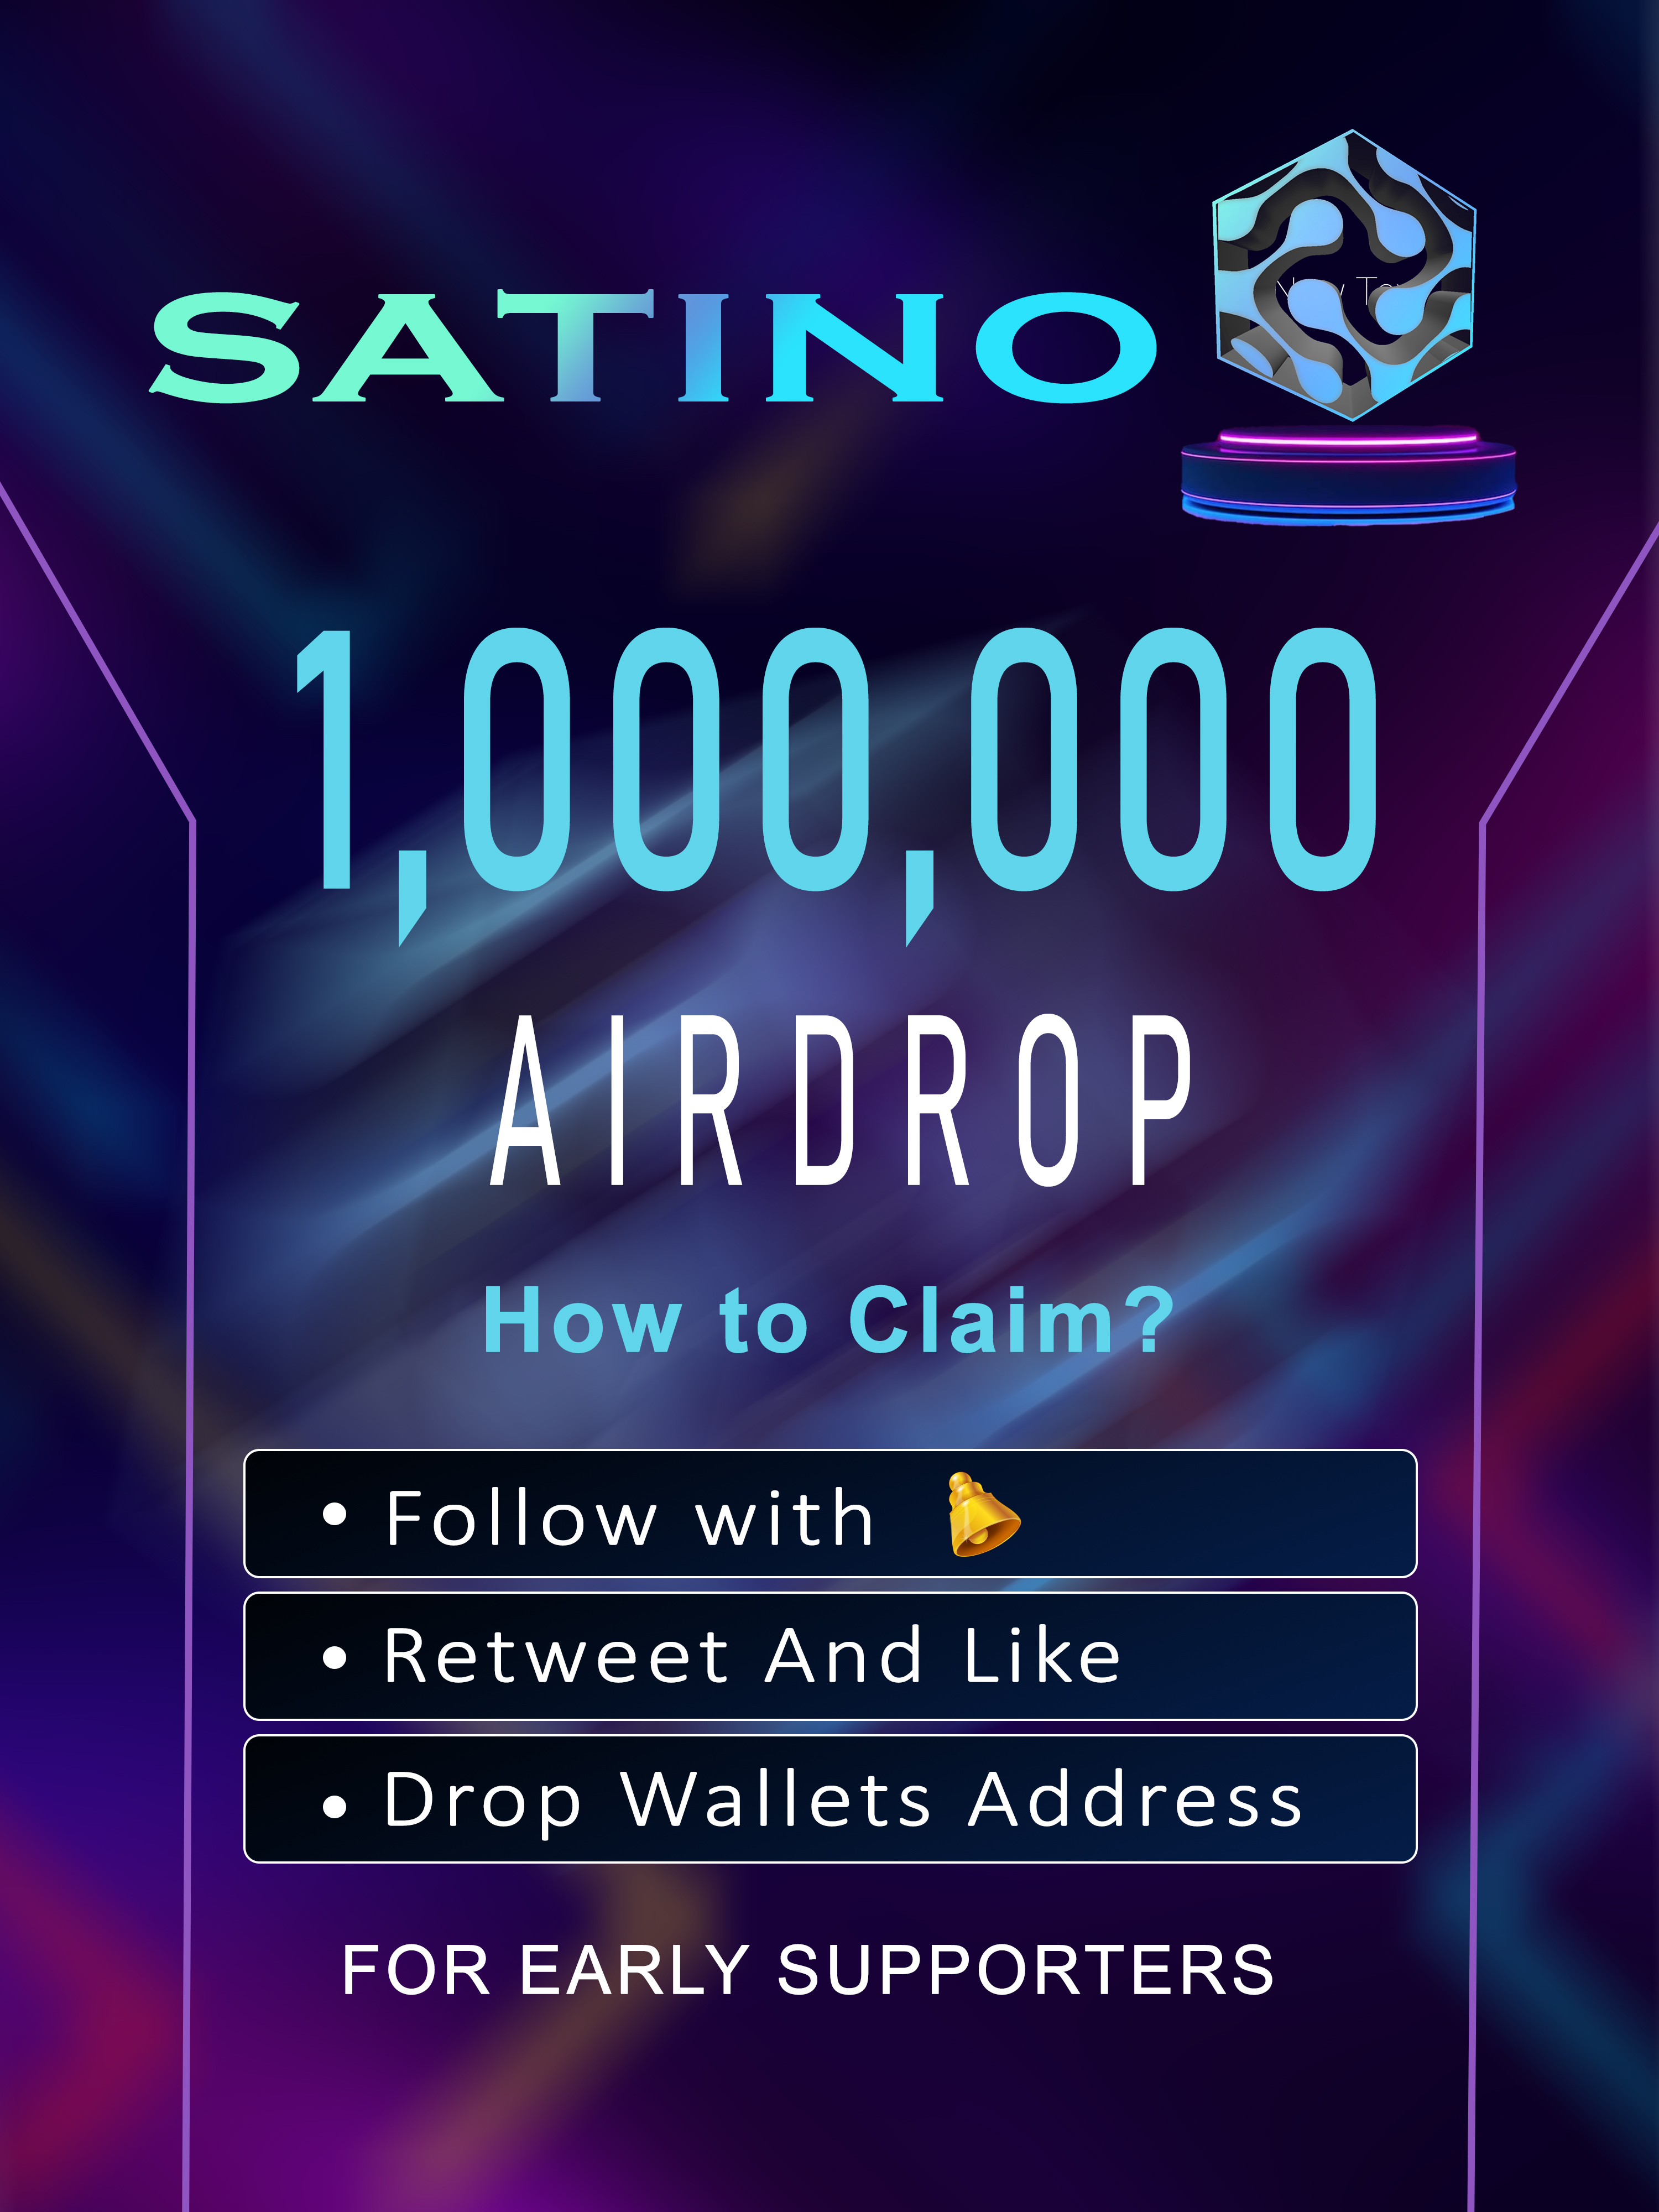 SATINO
1,000,000
AIRDROP
How to Claim?
• Follow with 🔔
• Retweet And Like
• Drop Wallets Address
FOR EARLY SUPPORTERS